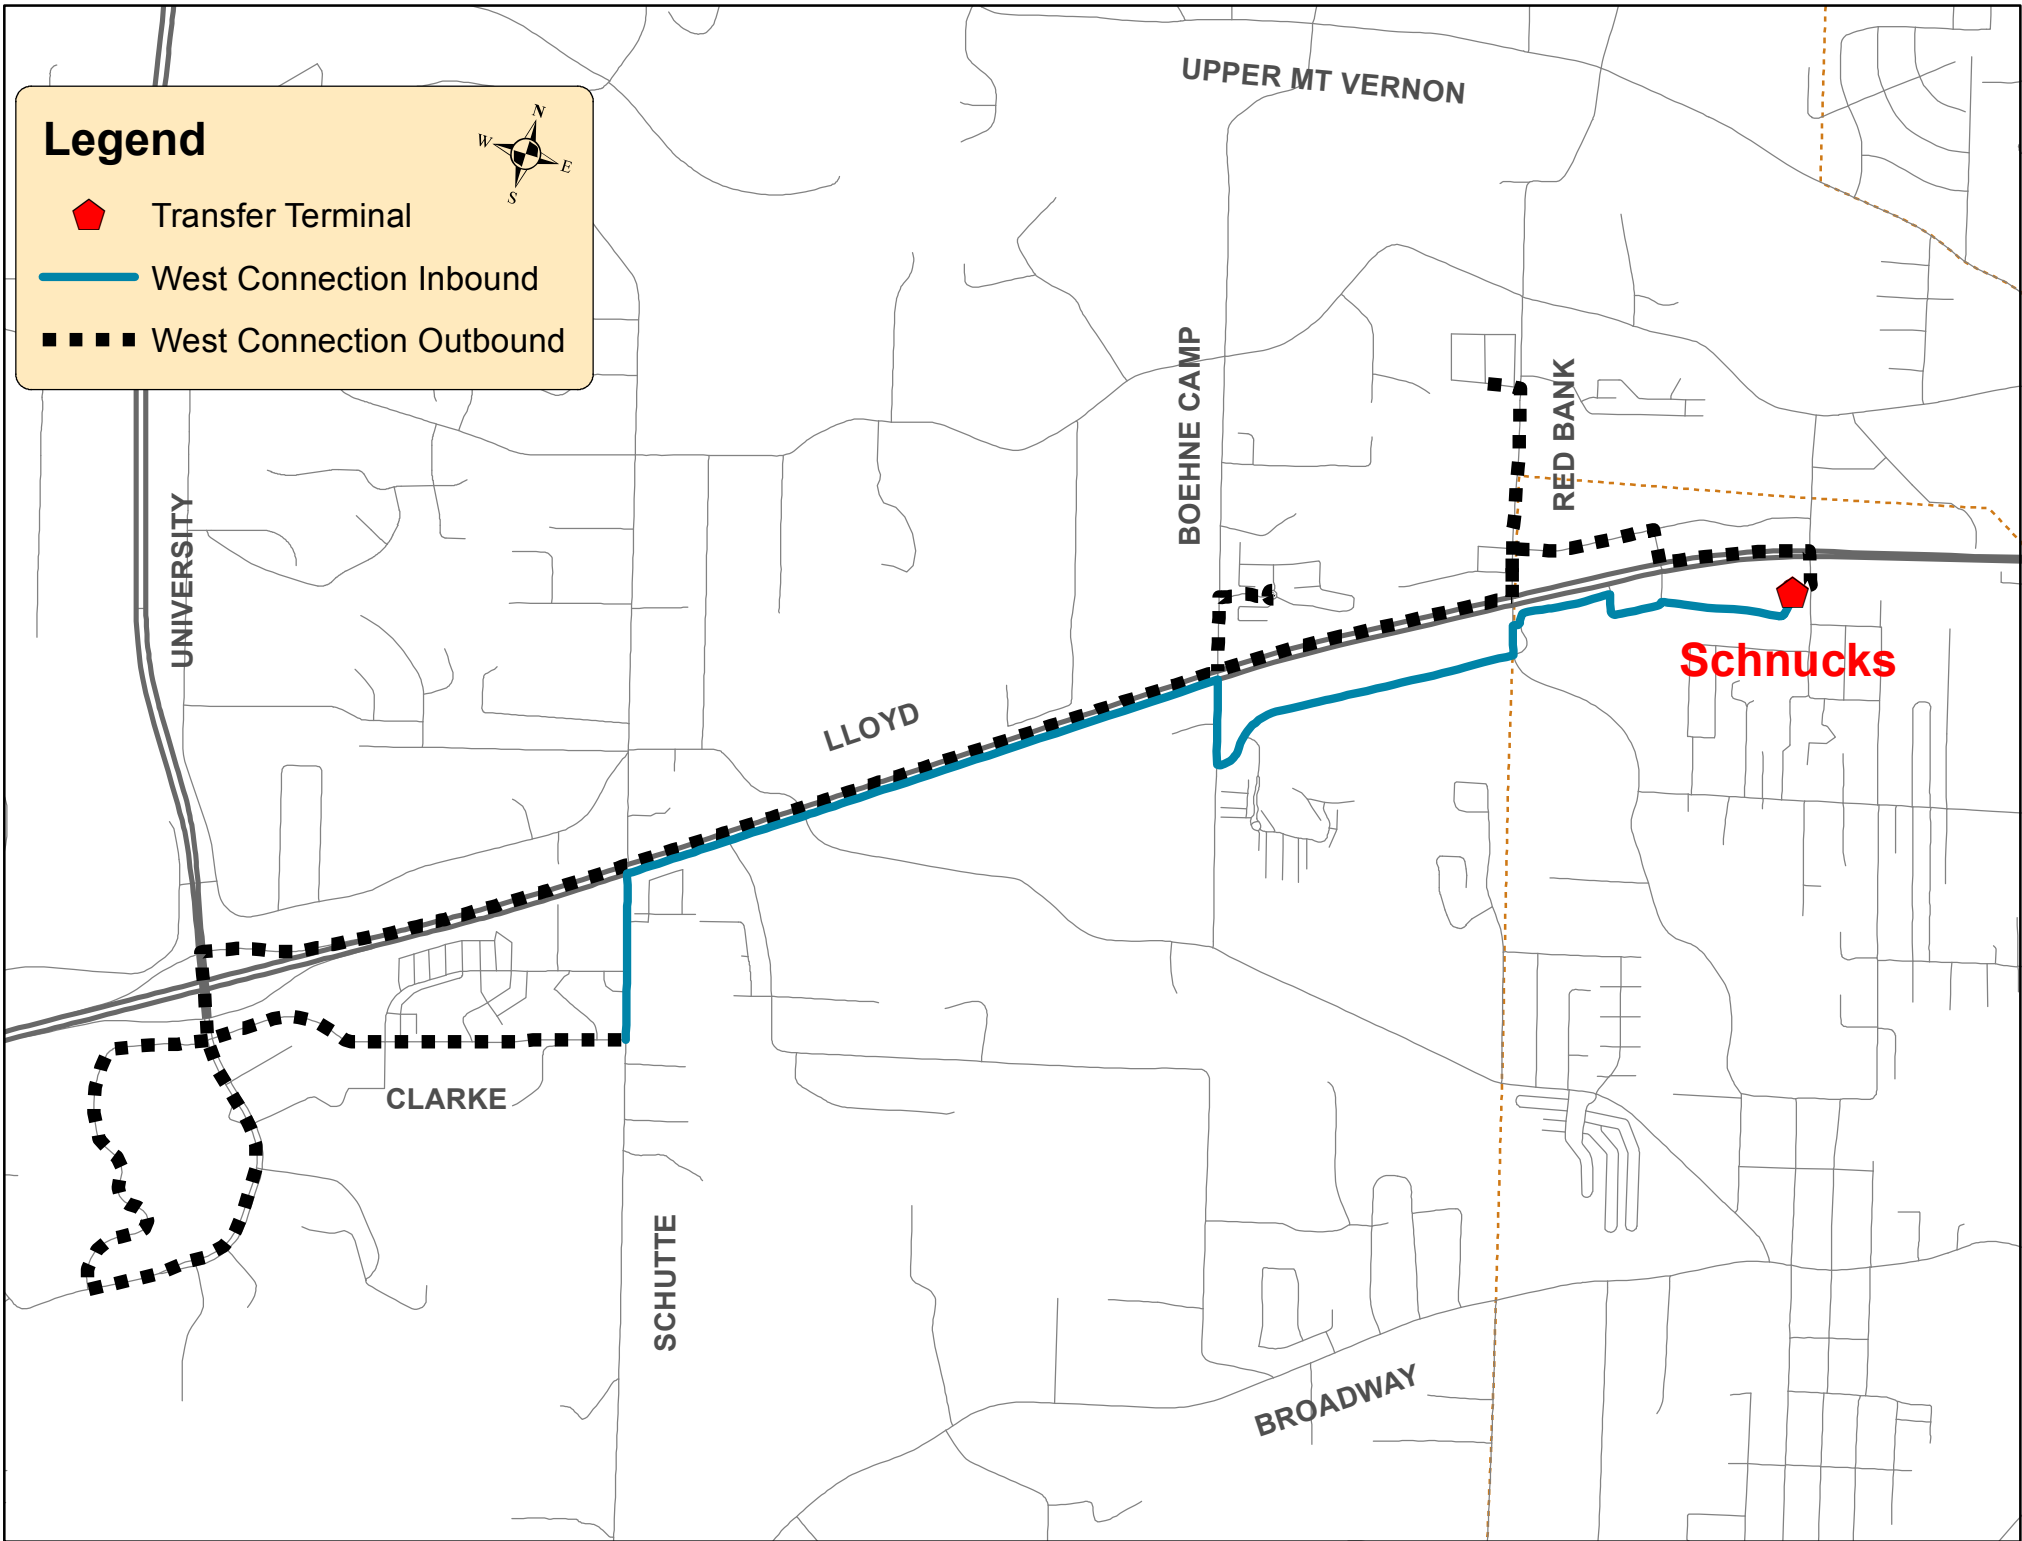 UPPER MT VERNON
Legend
N
W
E
S
Transfer Terminal
West Connection Inbound
West Connection Outbound
BOEHNE CAMP
RED BANK
UNIVERSITY
Schnucks
LLOYD
CLARKE
SCHUTTE
BROADWAY